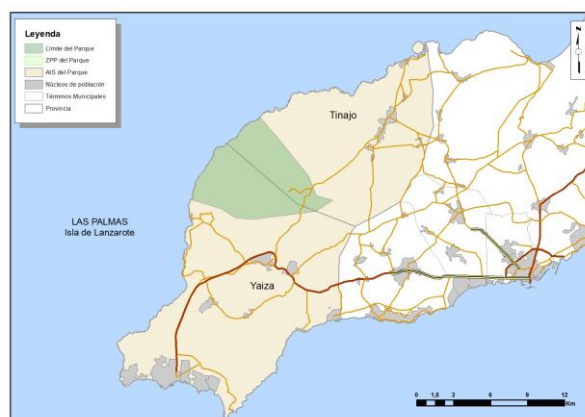 Leyenda
Límite del Parque
ZPP del Parque
AIS del Parque
Núcleos de población
Términos Municipales
Provincia
N
Tinajo
LAS PALMAS
Isla de Lanzarote
Yaiza
0 1,5 3 6 9 12
Km